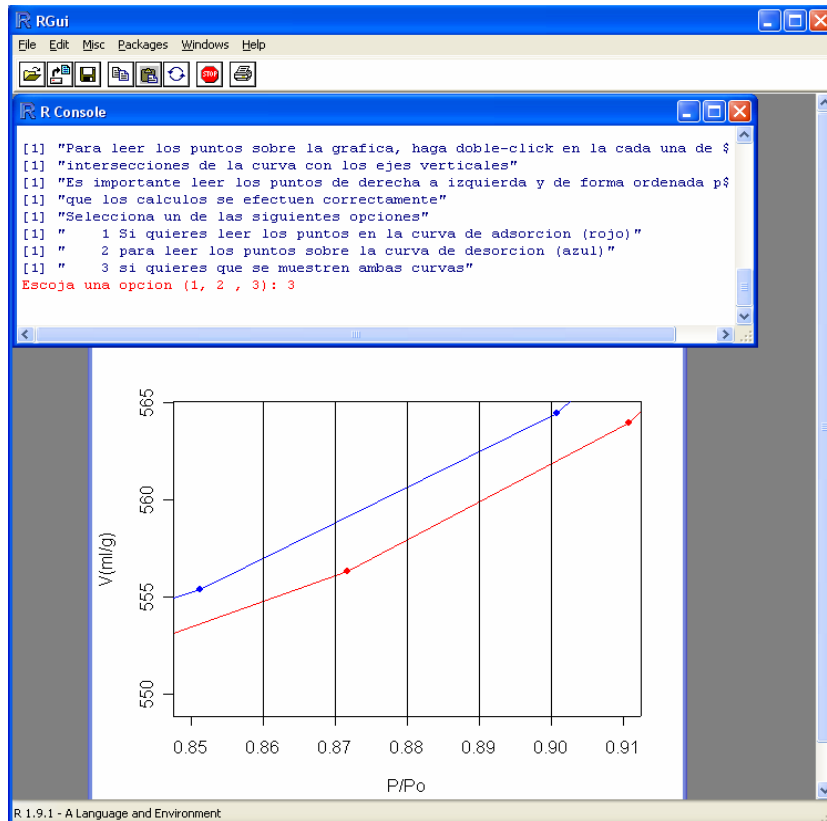 RGui
File Edit Misc Packages Windows Help
STOP
R Console
[1] "Para leer los puntos sobre la grafica, haga doble-click en la cada una de $
[1] "intersecciones de la curva con los ejes verticales"
[1] "Es importante leer los puntos de derecha a izquierda y de forma ordenada p$
[1] "que los calculos se efectuen correctamente"
[1] "Selecciona un de las siguientes opciones"
[1] "    1 Si quieres leer los puntos en la curva de adsorcion (rojo)"
[1] "    2 para leer los puntos sobre la curva de desorcion (azul)"
[1] "    3 si quieres que se muestren ambas curvas"
Escoja una opcion (1, 2 , 3): 3
565
560
555
550
V(ml/g)
0.85 0.86 0.87 0.88 0.89 0.90 0.91
P/Po
R 1.9.1 - A Language and Environment